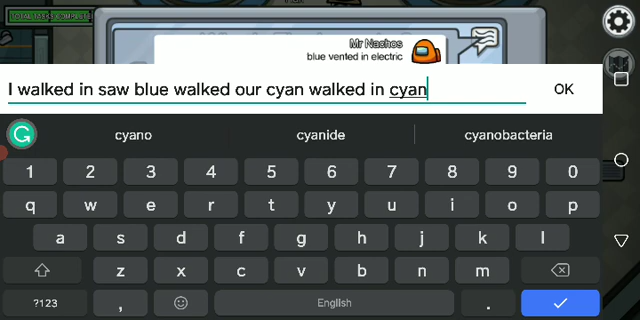 TOTAL TASKS COMPLETED
Mr Nachos
blue vented in electric
I walked in saw blue walked our cyan walked in cyan
OK
cyano cyanide cyanobacteria
1 2 3 4 5 6 7 8 9 0
q w e r t y u i o p
a s d f g h j k l
z x c v b n m
?123 , English .